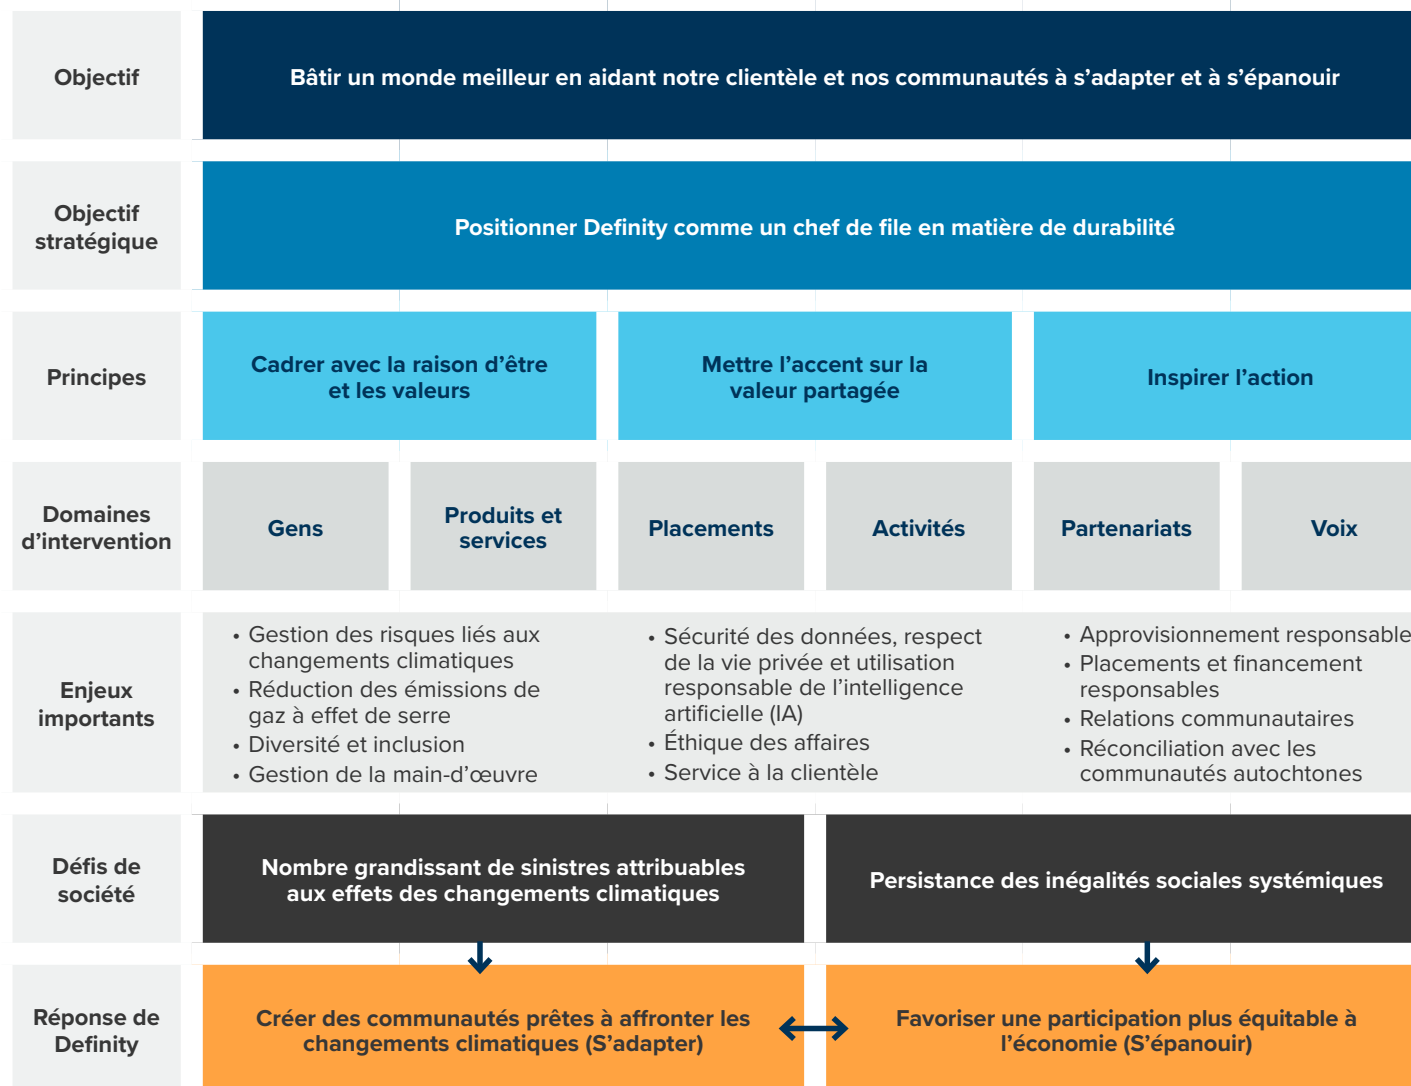 Objectif
Bâtir un monde meilleur en aidant notre clientèle et nos communautés à s’adapter et à s’épanouir
Objectif
stratégique
Positionner Definity comme un chef de file en matière de durabilité
Principes
Cadrer avec la raison d’être
et les valeurs
Mettre l’accent sur la
valeur partagée
Inspirer l’action
Domaines
d’intervention
Gens
Produits et
services
Placements
Activités
Partenariats
Voix
Enjeux
importants
• Gestion des risques liés aux
changements climatiques
• Réduction des émissions de
gaz à effet de serre
• Diversité et inclusion
• Gestion de la main-d’œuvre
• Sécurité des données, respect
de la vie privée et utilisation
responsable de l’intelligence
artificielle (IA)
• Éthique des affaires
• Service à la clientèle
• Approvisionnement responsable
• Placements et financement
responsables
• Relations communautaires
• Réconciliation avec les
communautés autochtones
Défis de
société
Nombre grandissant de sinistres attribuables
aux effets des changements climatiques
Persistance des inégalités sociales systémiques
Réponse de
Definity
Créer des communautés prêtes à affronter les
changements climatiques (S’adapter)
Favoriser une participation plus équitable à
l’économie (S’épanouir)